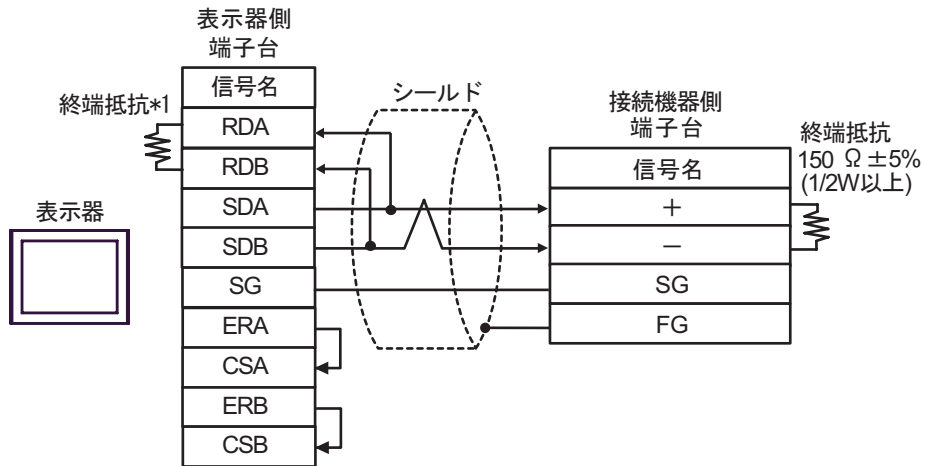 表示器側
端子台
信号名
終端抵抗*1
RDA
RDB
SDA
SDB
SG
ERA
CSA
ERB
CSB
表示器
シールド
接続機器側
端子台
信号名
+
−
SG
FG
終端抵抗
150 Ω ±5%
(1/2W以上)